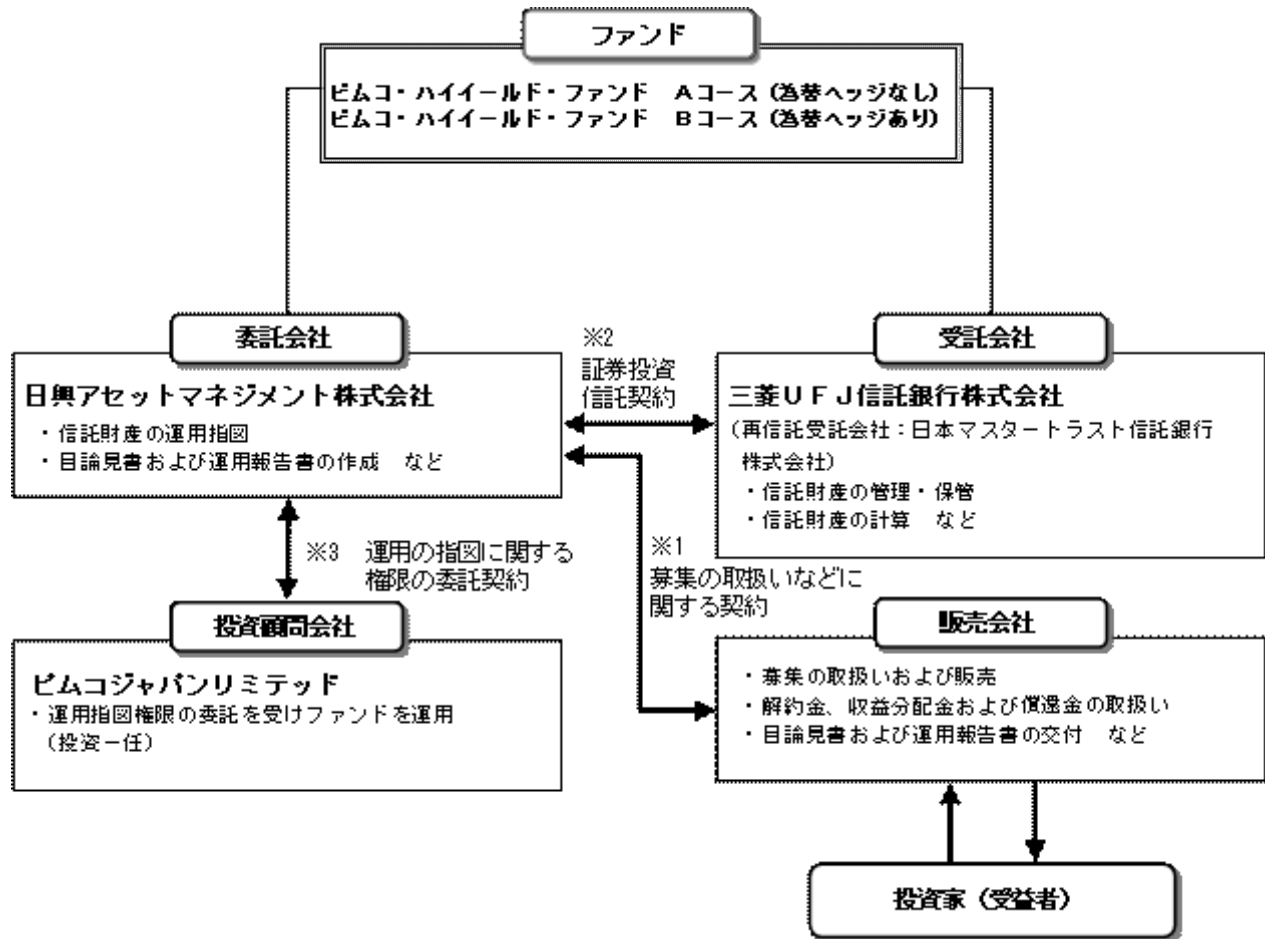 ファンド
ピムコ・ハイイールド・ファンド　Aコース（為替ヘッジなし）
ピムコ・ハイイールド・ファンド　Bコース（為替ヘッジあり）
委託会社
日興アセットマネジメント株式会社
・信託財産の運用指図
・目論見書および運用報告書の作成　など
※2
証券投資
信託契約
受託会社
三菱UFJ信託銀行株式会社
（再信託受託会社：日本マスタートラスト信託銀行
株式会社）
・信託財産の管理・保管
・信託財産の計算　など
※3　運用の指図に関する
権限の委託契約
※1
募集の取扱いなどに
関する契約
投資顧問会社
ピムコジャパンリミテッド
・運用指図権限の委託を受けファンドを運用
（投資一任）
販売会社
・募集の取扱いおよび販売
・解約金、収益分配金および償還金の取扱い
・目論見書および運用報告書の交付　など
投資家（受益者）